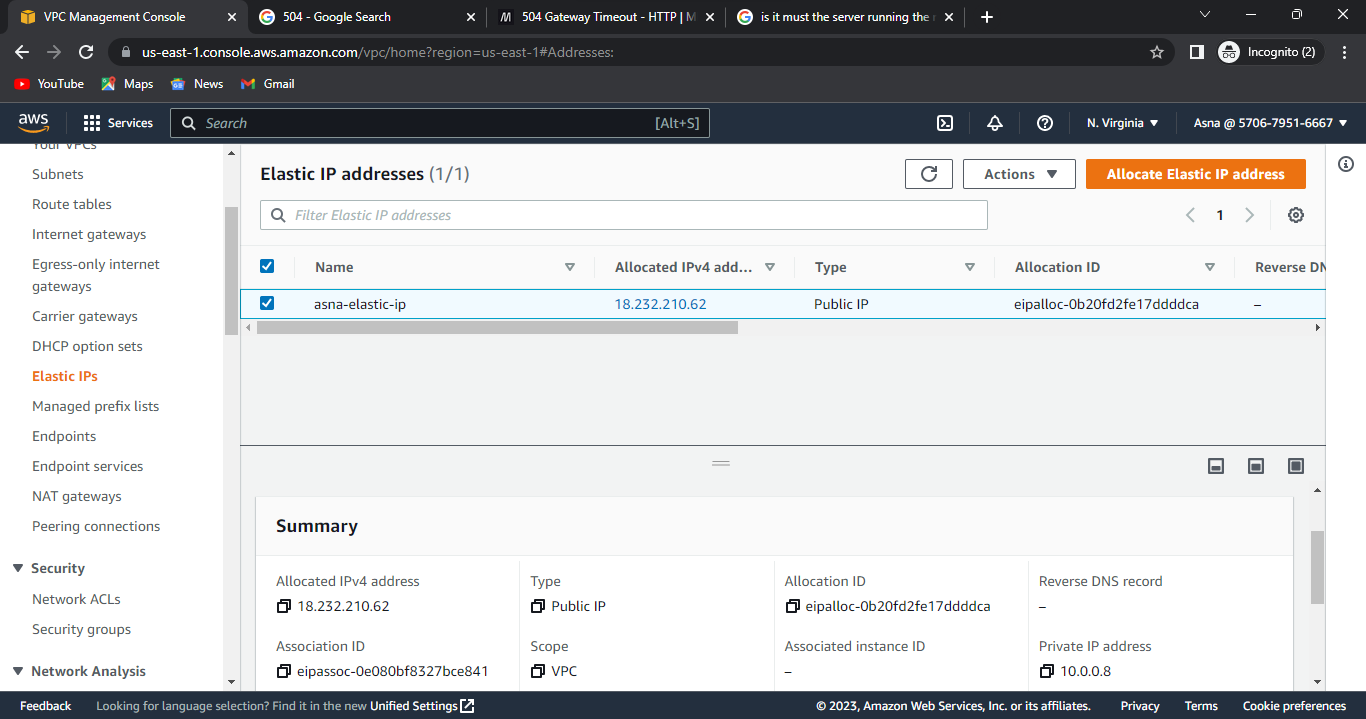 VPC Management Console
504 - Google Search
504 Gateway Timeout - HTTP | M
is it must the server running the
us-east-1.console.aws.amazon.com/vpc/home?region=us-east-1#Addresses:
Incognito (2)
YouTube
Maps
News
Gmail
aws
Services
Search
[Alt+S]
N. Virginia
Asna @ 5706-7951-6667
Your VPCs
Subnets
Route tables
Internet gateways
Egress-only internet
gateways
Carrier gateways
DHCP option sets
Elastic IPs
Managed prefix lists
Endpoints
Endpoint services
NAT gateways
Peering connections
Security
Network ACLs
Security groups
Network Analysis
Elastic IP addresses (1/1)
Actions
Allocate Elastic IP address
Filter Elastic IP addresses
1
Name
Allocated IPv4 add...
Type
Allocation ID
Reverse DN
asna-elastic-ip
18.232.210.62
Public IP
eipalloc-0b20fd2fe17ddddca
–
Summary
Allocated IPv4 address
18.232.210.62
Type
Public IP
Allocation ID
eipalloc-0b20fd2fe17ddddca
Reverse DNS record
–
Association ID
eipassoc-0e080bf8327bce841
Scope
VPC
Associated instance ID
–
Private IP address
10.0.0.8
Feedback
Looking for language selection? Find it in the new Unified Settings
© 2023, Amazon Web Services, Inc. or its affiliates.
Privacy
Terms
Cookie preferences